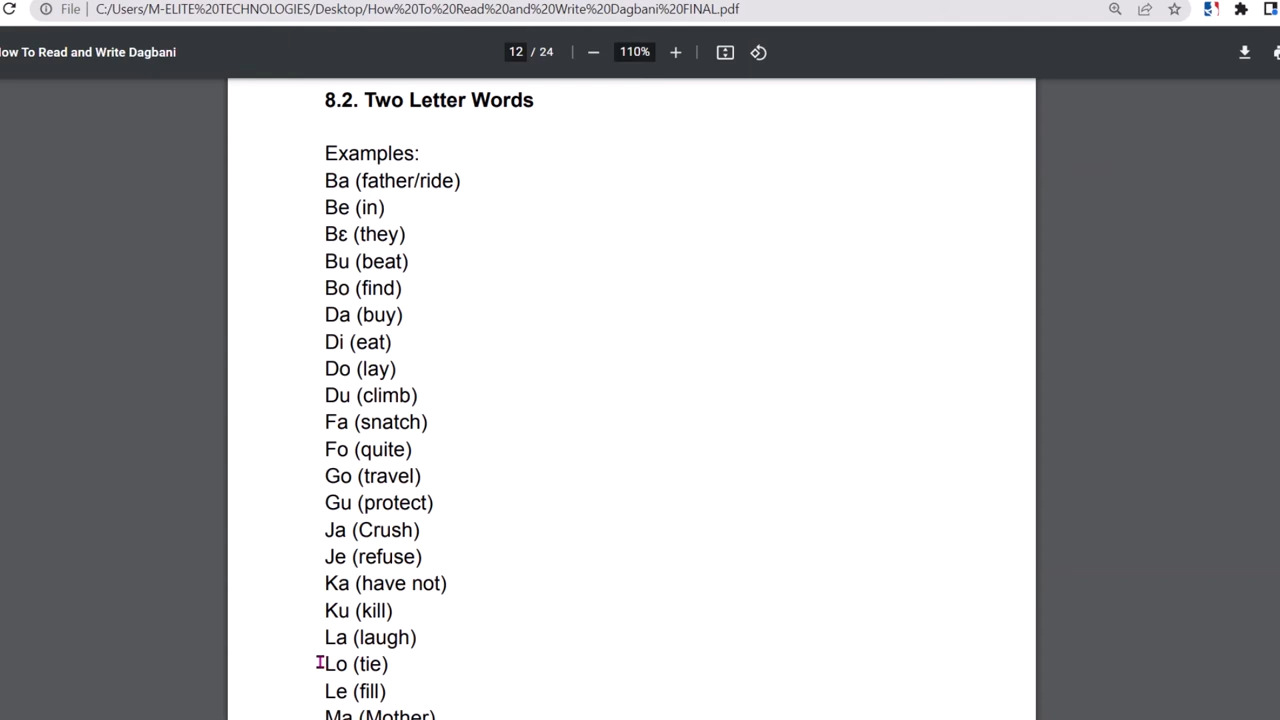 File | C:/Users/M-ELITE%20TECHNOLOGIES/Desktop/How%20To%20Read%20and%20Write%20Dagbani%20FINAL.pdf
ow To Read and Write Dagbani
12 / 24
110%
8.2. Two Letter Words
Examples:
Ba (father/ride)
Be (in)
Bɛ (they)
Bu (beat)
Bo (find)
Da (buy)
Di (eat)
Do (lay)
Du (climb)
Fa (snatch)
Fo (quite)
Go (travel)
Gu (protect)
Ja (Crush)
Je (refuse)
Ka (have not)
Ku (kill)
La (laugh)
Lo (tie)
Le (fill)
Ma (Mother)